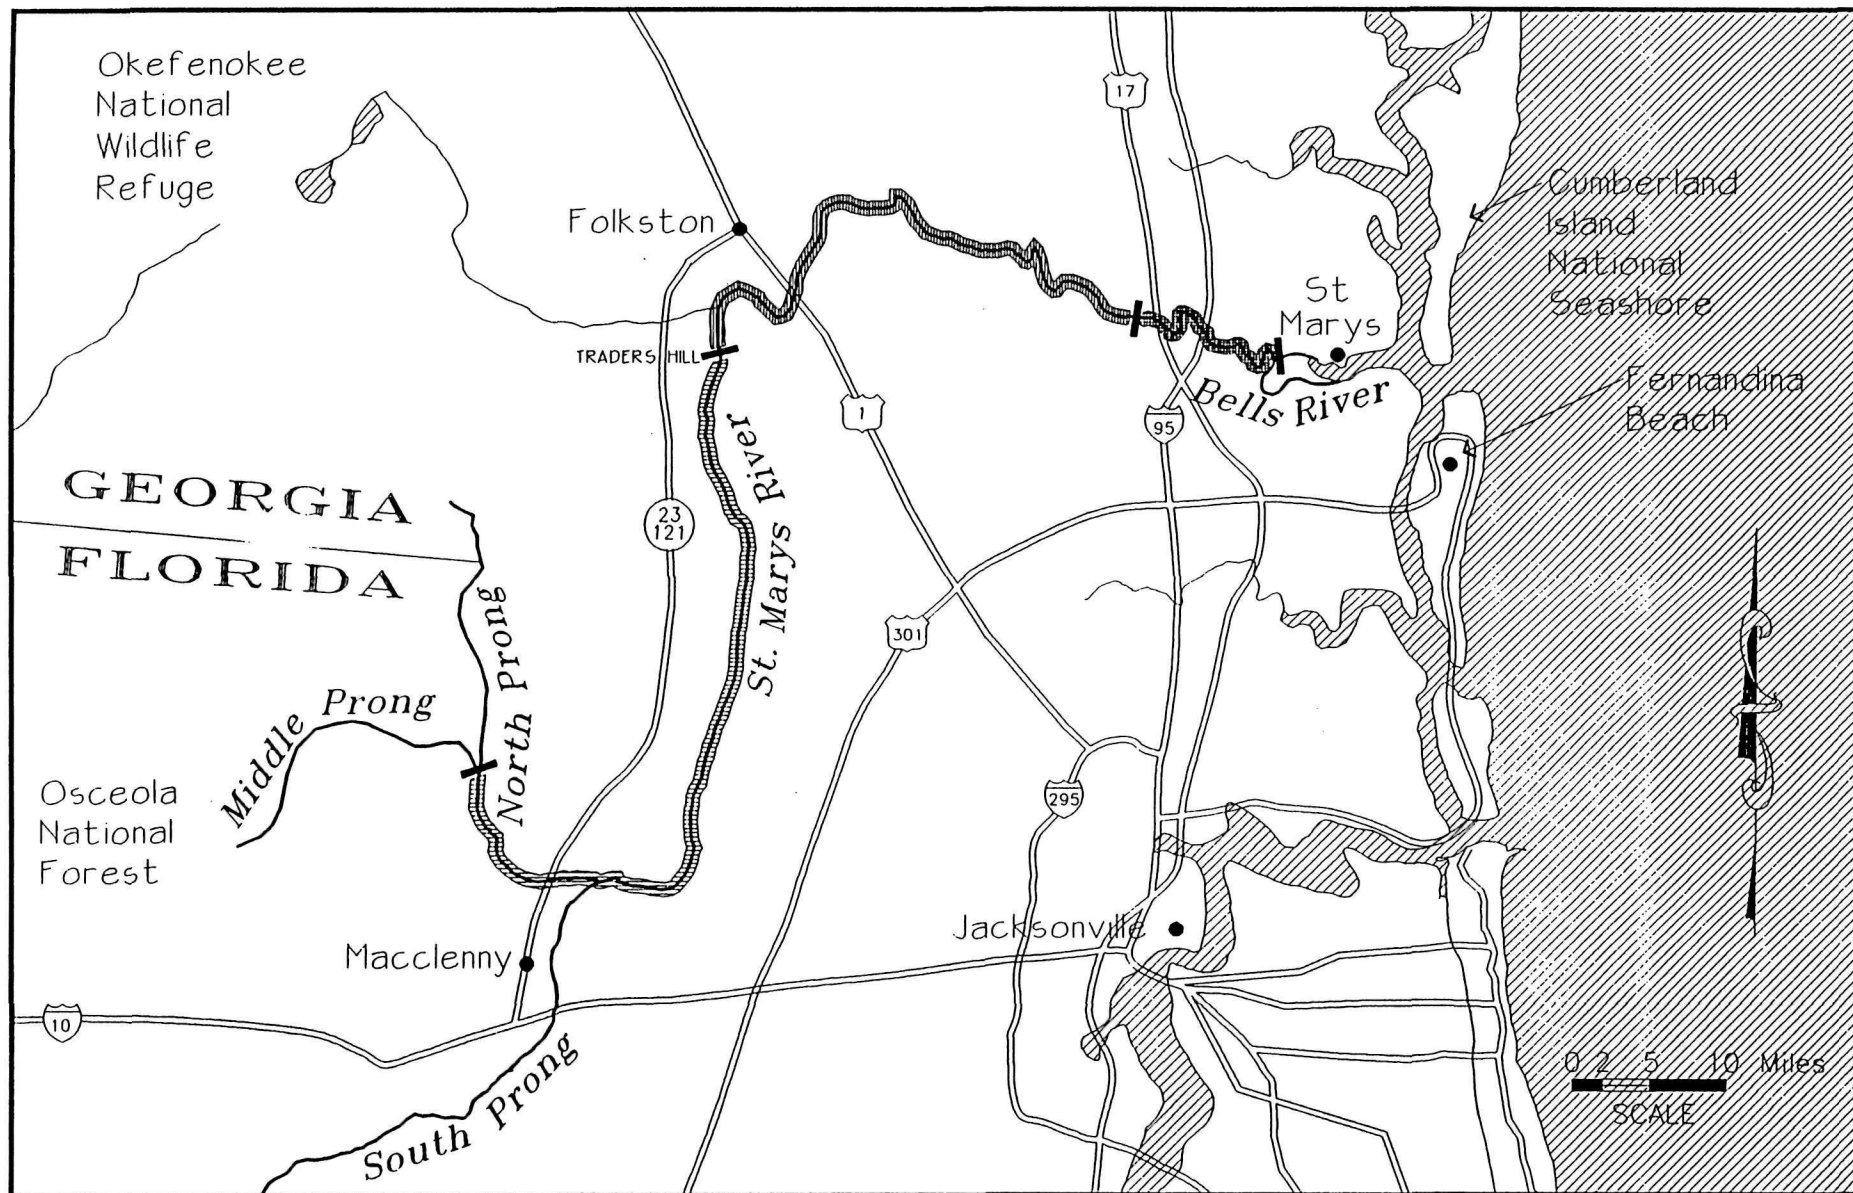 Okefenokee
National
Wildlife
Refuge
17
Cumberland
Island
National
Seashore
Folkston
St
Marys
TRADERS HILL
Bells River
Fernandina
Beach
1
95
GEORGIA
FLORIDA
23
121
St. Marys River
North Prong
301
Middle Prong
Osceola
National
Forest
295
Jacksonville
Macclenny
10
South Prong
0 2 5 10 Miles
SCALE